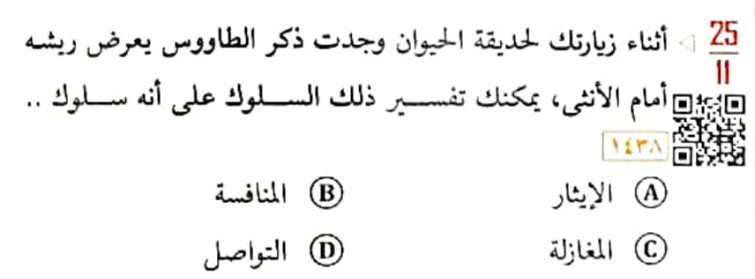 25
11
أثناء زيارتك لحديقة الحيوان وجدت ذكر الطاووس يعرض ريشه
أمام الأنثى، يمكنك تفسير ذلك السلوك على أنه سلوك ..
١٤٣٨
A الإيثار B المنافسة
C المغازلة D التواصل